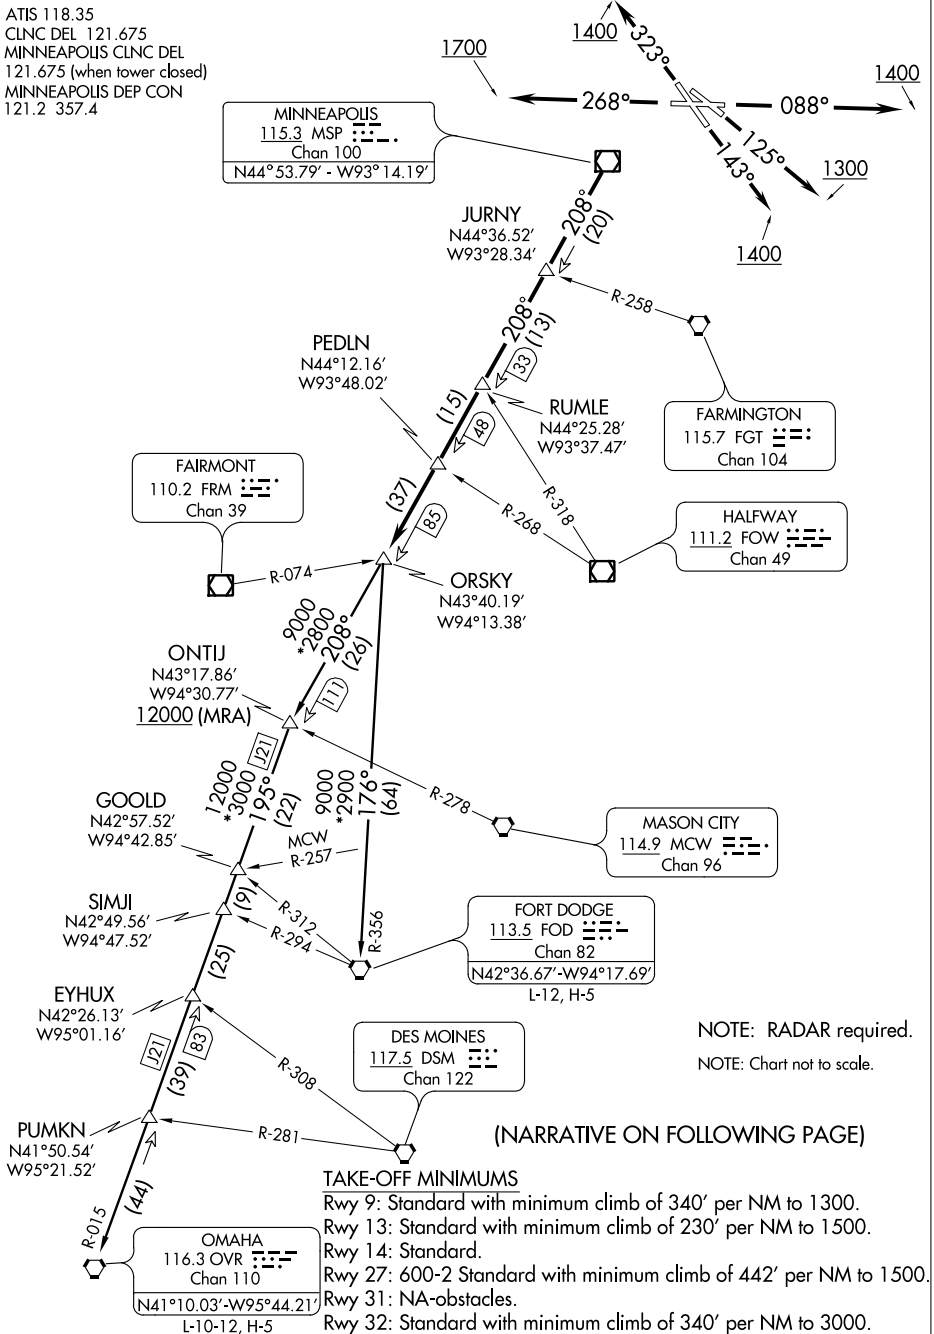 ATIS 118.35
CLNC DEL 121.675
MINNEAPOLIS CLNC DEL
121.675 (when tower closed)
MINNEAPOLIS DEP CON
121.2 357.4
1400
323°
1700
268°
088°
1400
125°
143°
1300
1400
MINNEAPOLIS
115.3 MSP
Chan 100
N44°53.79' - W93°14.19'
208°
(20)
JURNY
N44°36.52'
W93°28.34'
R-258
208°
(13)
33
PEDLN
N44°12.16'
W93°48.02'
(15)
48
RUMLE
N44°25.28'
W93°37.47'
FARMINGTON
115.7 FGT
Chan 104
FAIRMONT
110.2 FRM
Chan 39
(37)
85
R-268
R-318
HALFWAY
111.2 FOW
Chan 49
R-074
ORSKY
N43°40.19'
W94°13.38'
9000
*2800
208°
(26)
ONTIJ
N43°17.86'
W94°30.77'
12000 (MRA)
111
J21
12000
*3000
195°
(22)
9000
*2900
176°
(64)
R-278
GOOLD
N42°57.52'
W94°42.85'
MCW
R-257
MASON CITY
114.9 MCW
Chan 96
SIMJI
N42°49.56'
W94°47.52'
(9)
R-312
R-294
R-356
FORT DODGE
113.5 FOD
Chan 82
N42°36.67'-W94°17.69'
L-12, H-5
(25)
EYHUX
N42°26.13'
W95°01.16'
J21
83
(39)
R-308
DES MOINES
117.5 DSM
Chan 122
NOTE: RADAR required.
NOTE: Chart not to scale.
PUMKN
N41°50.54'
W95°21.52'
R-281
(NARRATIVE ON FOLLOWING PAGE)
(44)
R-015
OMAHA
116.3 OVR
Chan 110
N41°10.03'-W95°44.21'
L-10-12, H-5
TAKE-OFF MINIMUMS
Rwy 9: Standard with minimum climb of 340' per NM to 1300.
Rwy 13: Standard with minimum climb of 230' per NM to 1500.
Rwy 14: Standard.
Rwy 27: 600-2 Standard with minimum climb of 442' per NM to 1500.
Rwy 31: NA-obstacles.
Rwy 32: Standard with minimum climb of 340' per NM to 3000.